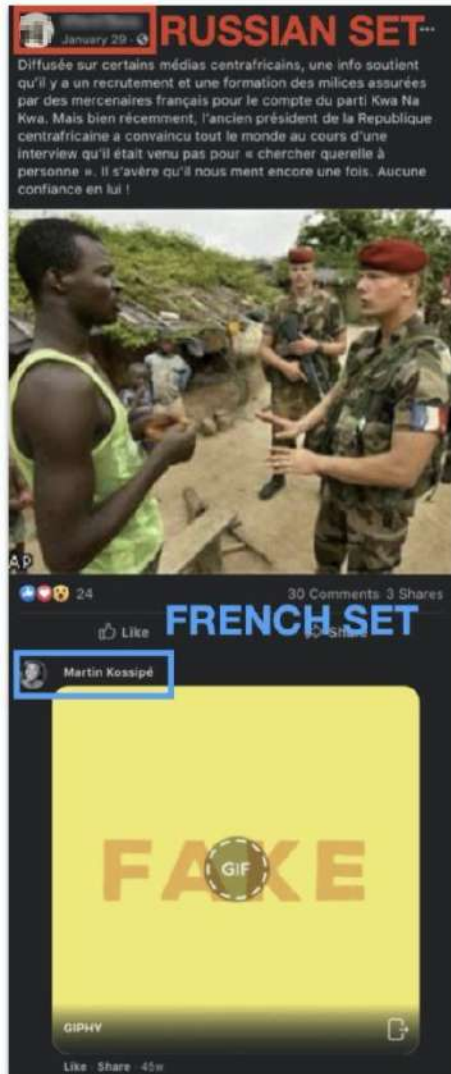 RUSSIAN SET
January 29
Diffusée sur certains médias centrafricains, une info soutient
qu'il y a un recrutement et une formation des milices assurées
par des mercenaires français pour le compte du parti Kwa Na
Kwa. Mais bien récemment, l'ancien président de la Republique
centrafricaine a convaincu tout le monde au cours d'une
interview qu'il était venu pas pour « chercher querelle à
personne ». Il s'avère qu'il nous ment encore une fois. Aucune
confiance en lui !
AP
24
30 Comments 3 Shares
Like
FRENCH SET
Share
Martin Kossipé
FAKE
GIF
GIPHY
Like · Share · 45w